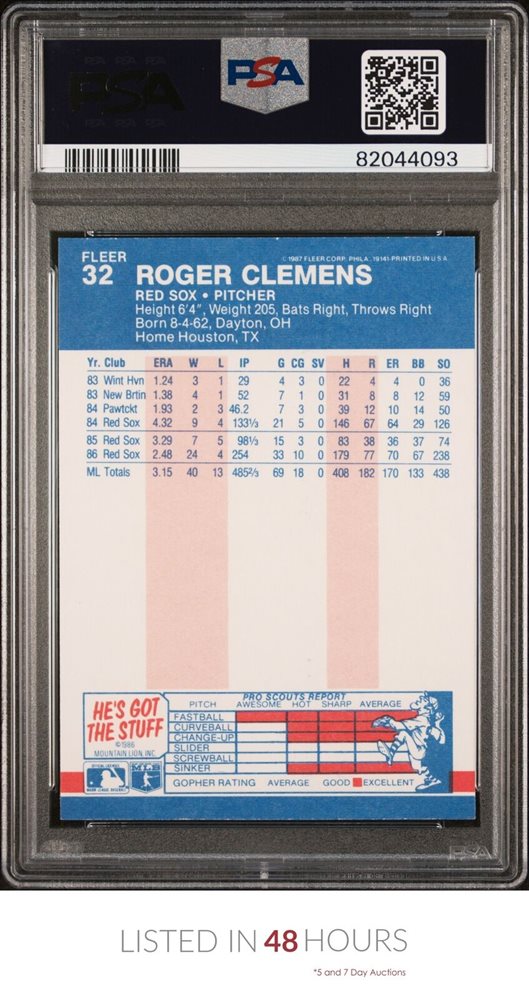 PSA
PSA
82044093
FLEER
32 ROGER CLEMENS
©1987 FLEER CORP. PHILA. 19141-PRINTED IN U S A
RED SOX • PITCHER
Height 6'4", Weight 205, Bats Right, Throws Right
Born 8-4-62, Dayton, OH
Home Houston, TX
Yr. Club ERA W L IP G CG SV H R ER BB SO
83 Wint Hvn 1.24 3 1 29 4 3 0 22 4 4 0 36
83 New Brtin 1.38 4 1 52 7 1 0 31 8 8 12 59
84 Pawtckt 1.93 2 3 46.2 7 3 0 39 12 10 14 50
84 Red Sox 4.32 9 4 133⅓ 21 5 0 146 67 64 29 126
85 Red Sox 3.29 7 5 98⅓ 15 3 0 83 38 36 37 74
86 Red Sox 2.48 24 4 254 33 10 0 179 77 70 67 238
ML Totals 3.15 40 13 485⅔ 69 18 0 408 182 170 133 438
HE'S GOT
THE STUFF
©1986
MOUNTAIN LION INC.
MLB
PRO SCOUTS REPORT
PITCH AWESOME HOT SHARP AVERAGE
FASTBALL
CURVEBALL
CHANGE-UP
SLIDER
SCREWBALL
SINKER
GOPHER RATING AVERAGE GOOD EXCELLENT
PSA
LISTED IN 48 HOURS
*5 and 7 Day Auctions